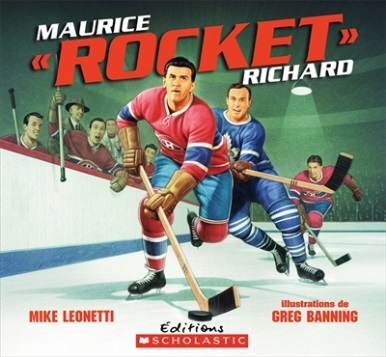 MAURICE
« ROCKET »
RICHARD
MIKE LEONETTI
illustrations de
GREG BANNING
Éditions
SCHOLASTIC